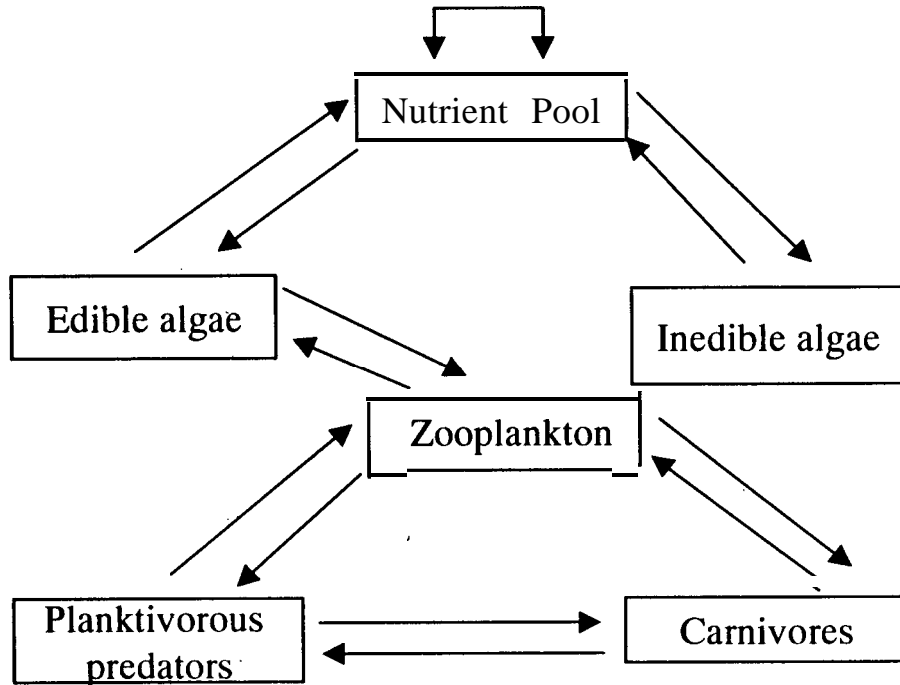 Nutrient Pool
Edible algae
Inedible algae
Zooplankton
Planktivorous
predators
Carnivores